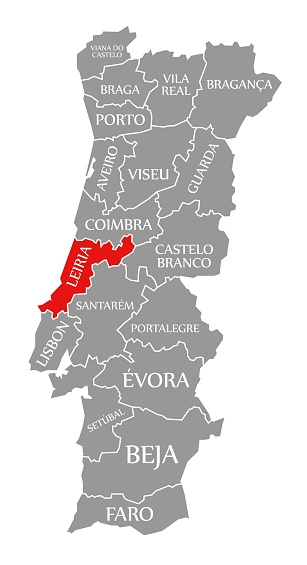 VIANA DO
CASTELO
BRAGA
VILA
REAL
BRAGANÇA
PORTO
AVEIRO
VISEU
GUARDA
COIMBRA
LEIRIA
CASTELO
BRANCO
SANTARÉM
LISBON
PORTALEGRE
ÉVORA
SETÚBAL
BEJA
FARO